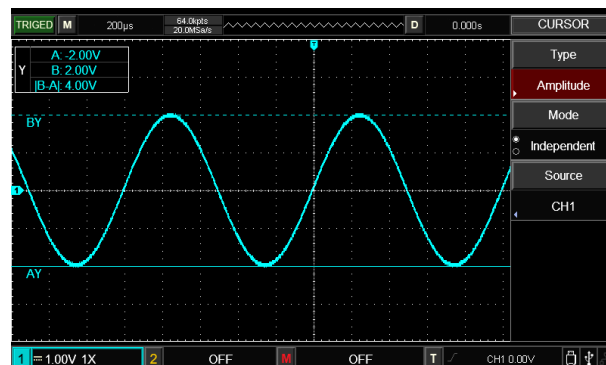 TRIGED M 200μs 64.0kpts D 0.000s CURSOR
20.0MSa/s
T
Type
A: -2.00V
Y B: 2.00V
|B-A|: 4.00V
Amplitude
Mode
BY
Independent
Source
1
CH1
AY
1 1.00V 1X 2 OFF M OFF T CH1 0.00V